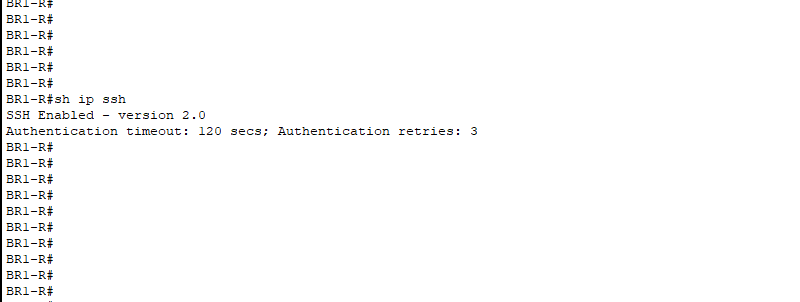 BR1-R#
BR1-R#
BR1-R#
BR1-R#
BR1-R#
BR1-R#
BR1-R#sh ip ssh
SSH Enabled - version 2.0
Authentication timeout: 120 secs; Authentication retries: 3
BR1-R#
BR1-R#
BR1-R#
BR1-R#
BR1-R#
BR1-R#
BR1-R#
BR1-R#
BR1-R#
BR1-R#